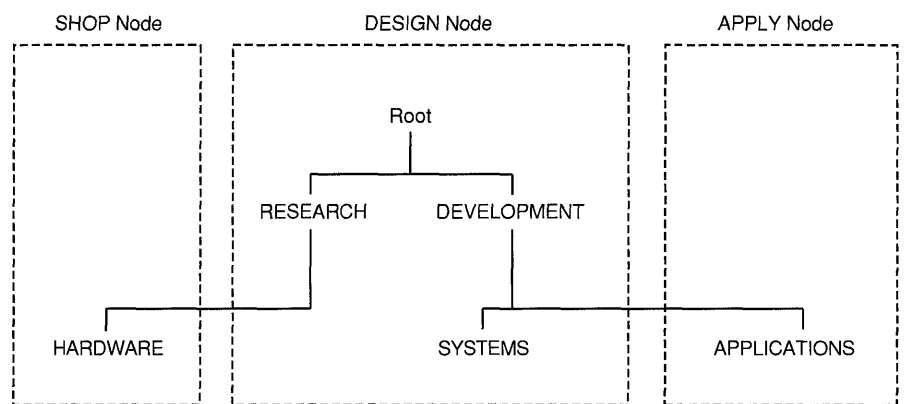 SHOP Node
DESIGN Node
APPLY Node
Root
RESEARCH
DEVELOPMENT
HARDWARE
SYSTEMS
APPLICATIONS